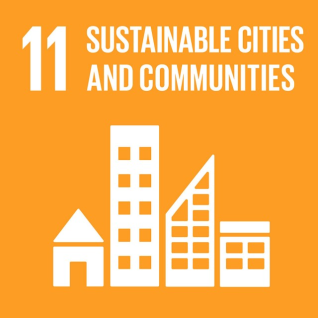 11 SUSTAINABLE CITIES
AND COMMUNITIES